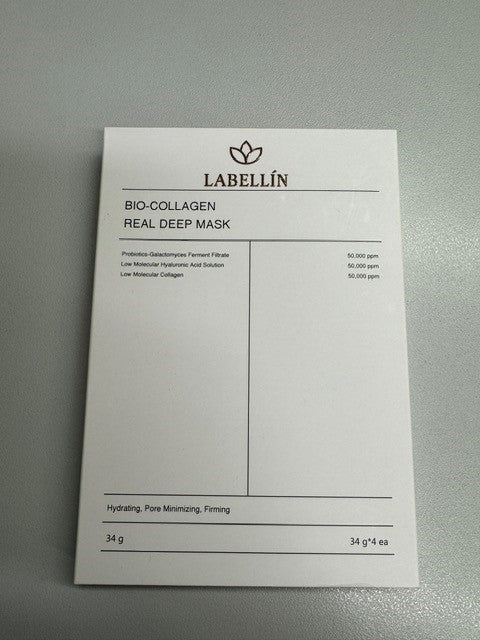 LABELLÍN
BIO-COLLAGEN
REAL DEEP MASK
Probiotics-Galactomyces Ferment Filtrate 50,000 ppm
Low Molecular Hyaluronic Acid Solution 50,000 ppm
Low Molecular Collagen 50,000 ppm
Hydrating, Pore Minimizing, Firming
34 g 34 g*4 ea